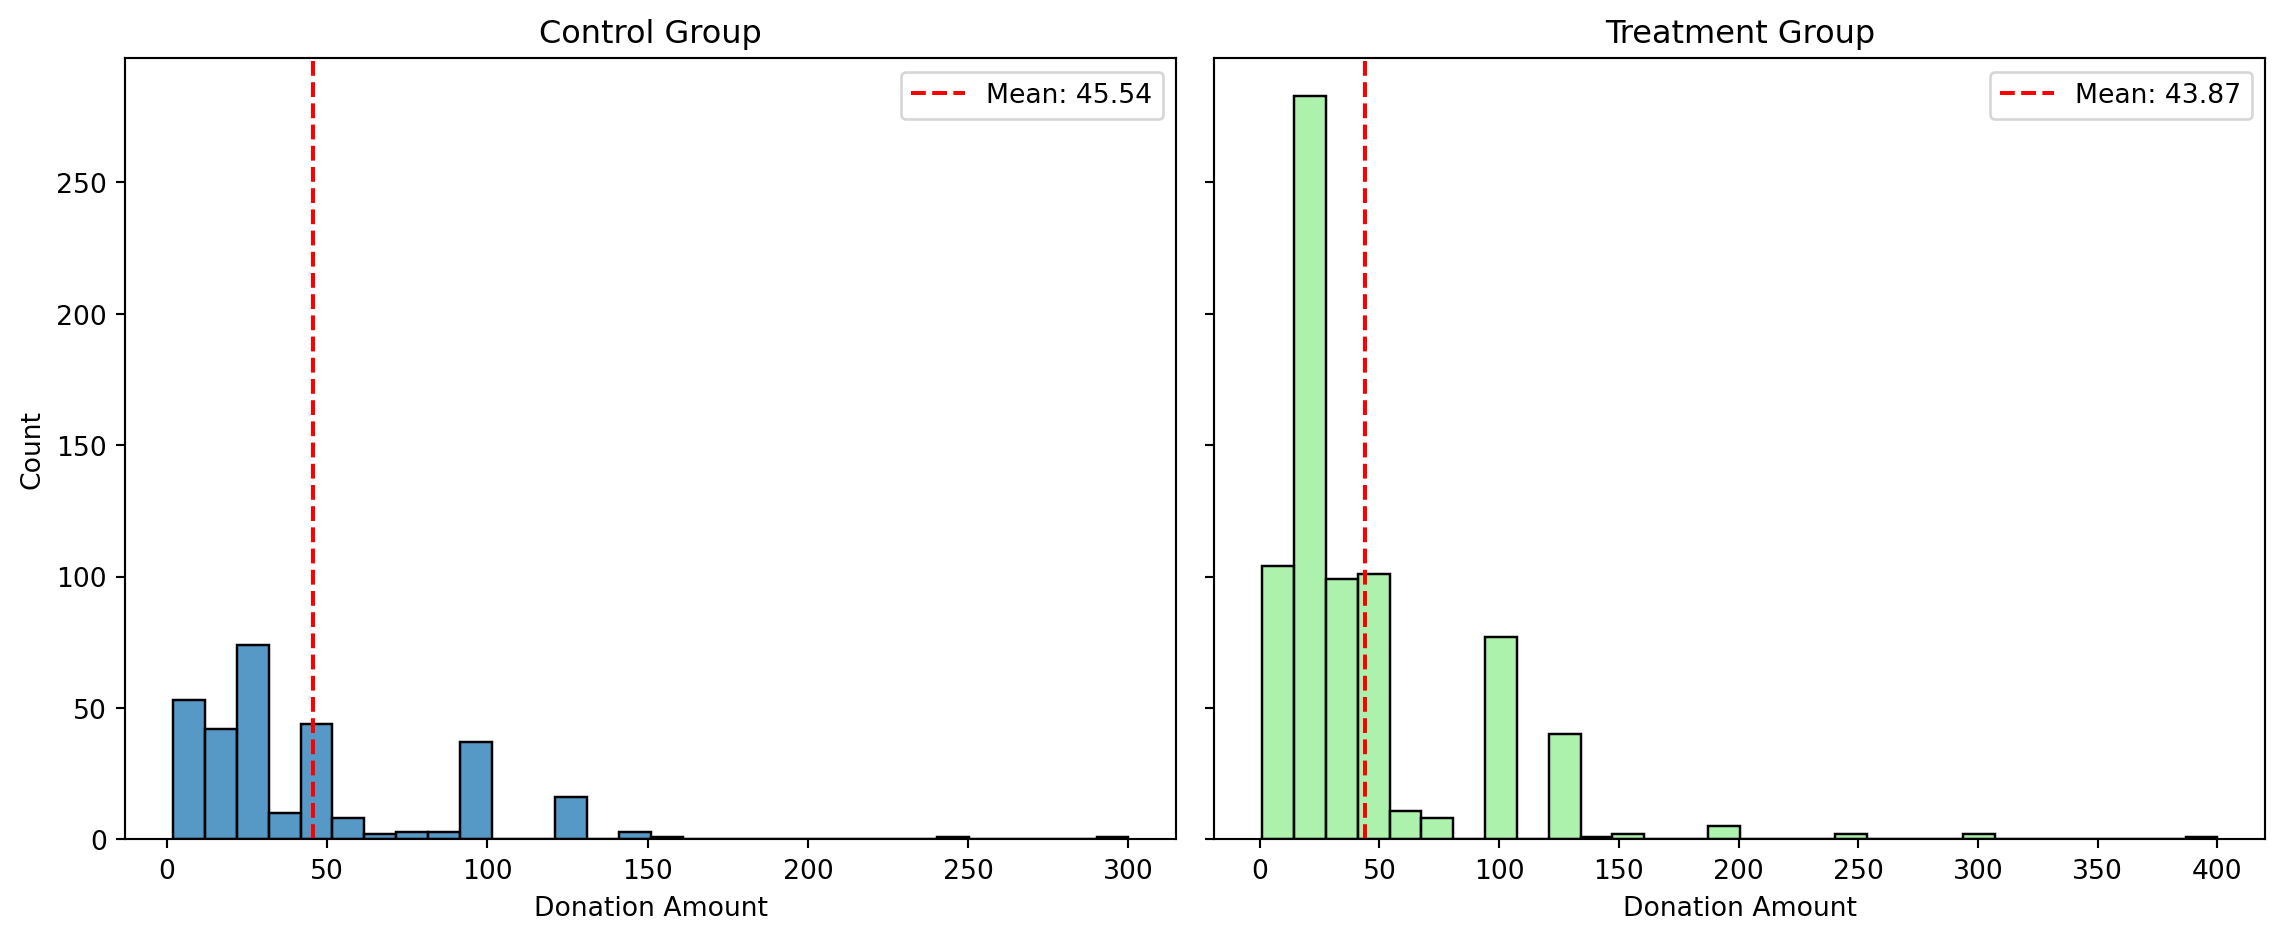 Control Group
Mean: 45.54
Count
250
200
150
100
50
0
0 50 100 150 200 250 300
Donation Amount
Treatment Group
Mean: 43.87
0 50 100 150 200 250 300 350 400
Donation Amount